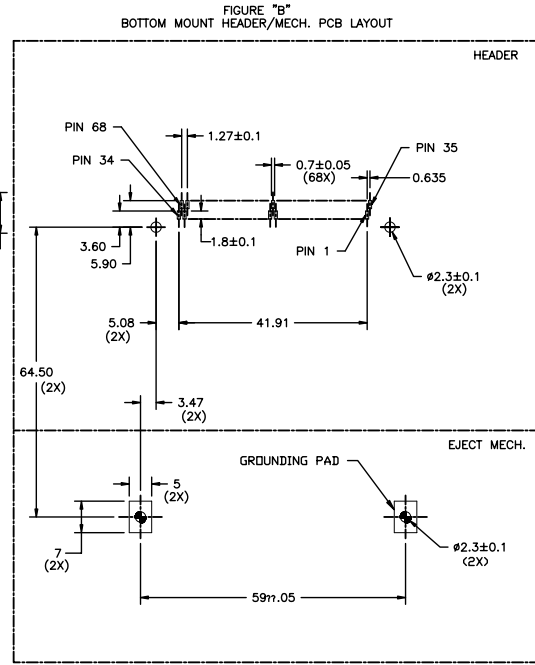 FIGURE "B"
BOTTOM MOUNT HEADER/MECH. PCB LAYOUT
HEADER
PIN 68
1.27±0.1
PIN 34
0.7±0.05
(68X)
PIN 35
0.635
3.60
5.90
1.8±0.1
PIN 1
ø2.3±0.1
(2X)
5.08
(2X)
41.91
64.50
(2X)
3.47
(2X)
EJECT MECH.
GROUNDING PAD
5
(2X)
7
(2X)
ø2.3±0.1
(2X)
59??.05